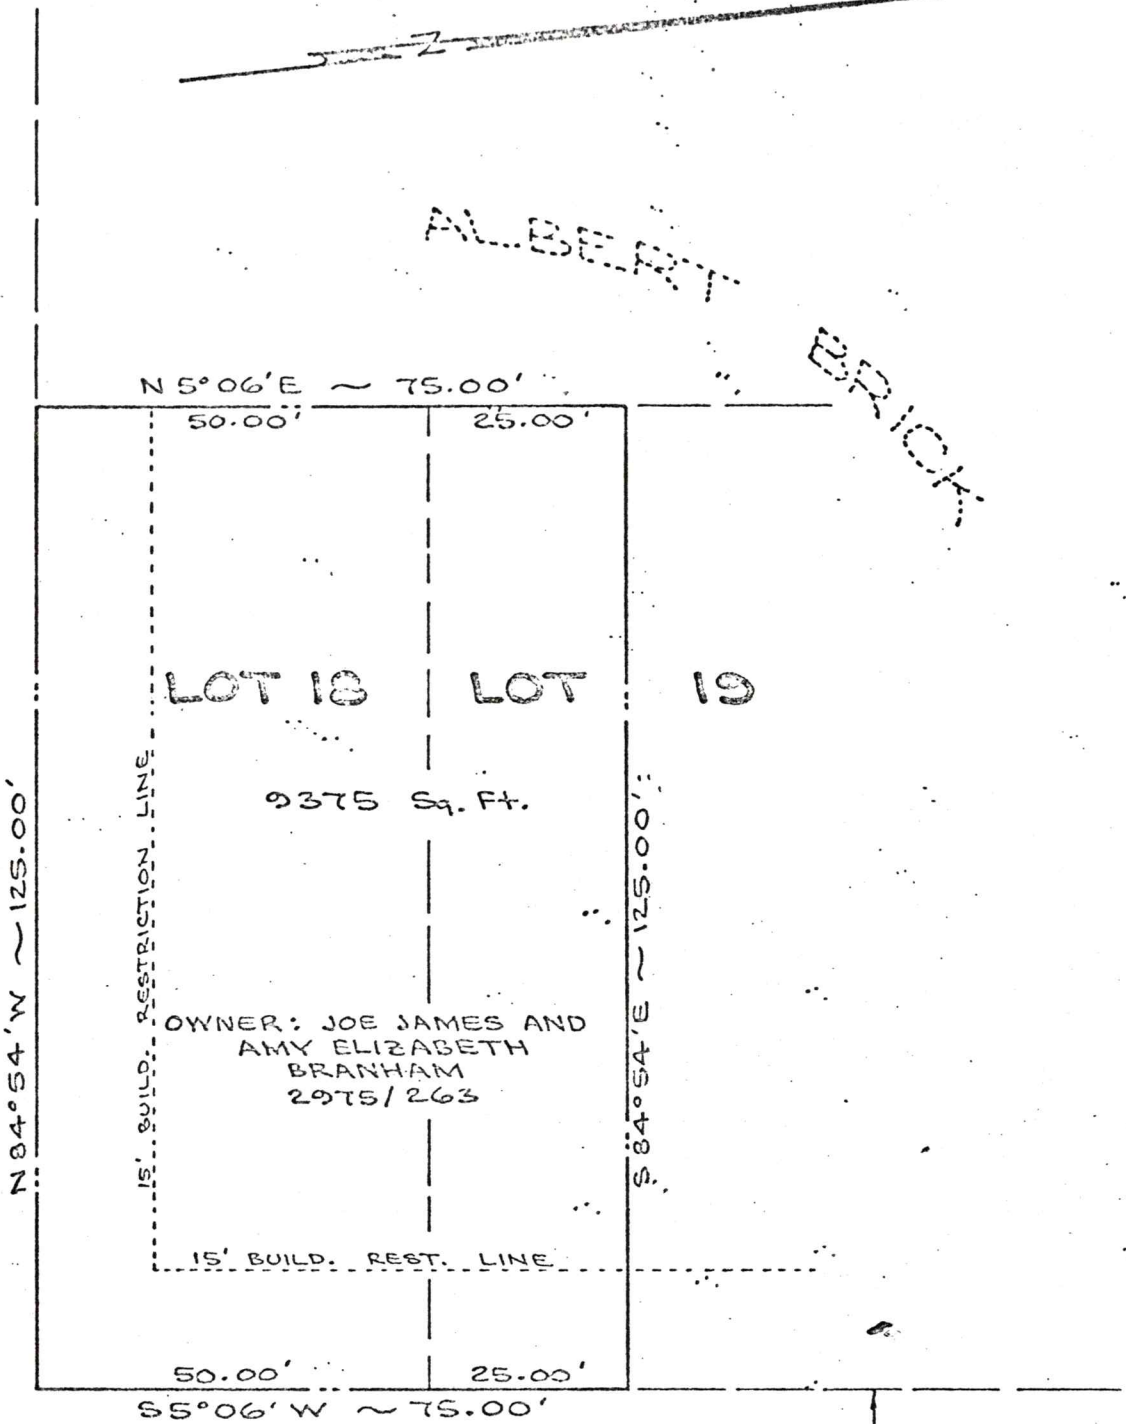 N
ALBERT BRICK
N 5°06'E ~ 75.00'
50.00' 25.00'
LOT 18 LOT 19
9375 Sq. Ft.
N84°54'W ~ 125.00'
15' BUILD. RESTRICTION LINE
S84°54'E ~ 125.00'
OWNER: JOE JAMES AND
AMY ELIZABETH
BRANHAM
2975/263
15' BUILD. REST. LINE
50.00' 25.00'
S5°06'W ~ 75.00'